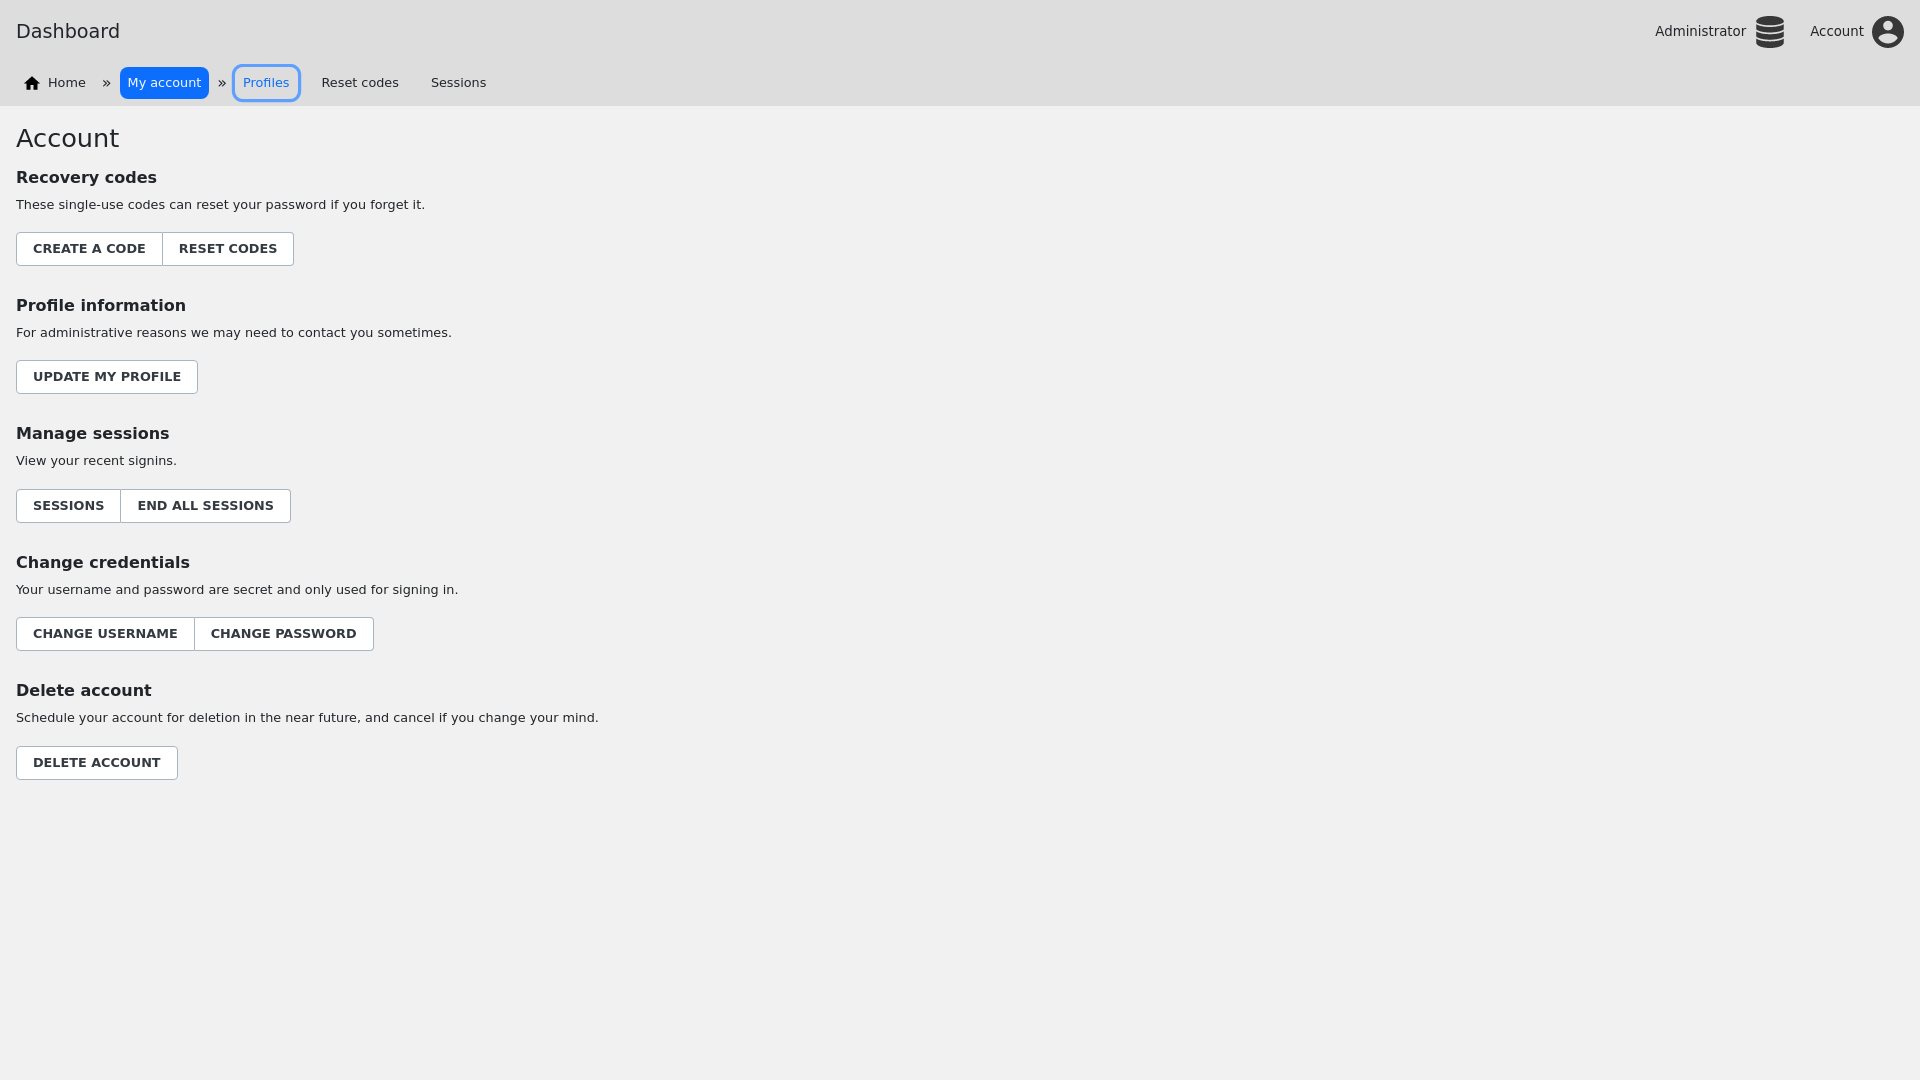 Dashboard
Administrator
Account
Home » My account » Profiles Reset codes Sessions
Account
Recovery codes
These single-use codes can reset your password if you forget it.
CREATE A CODE RESET CODES
Profile information
For administrative reasons we may need to contact you sometimes.
UPDATE MY PROFILE
Manage sessions
View your recent signins.
SESSIONS END ALL SESSIONS
Change credentials
Your username and password are secret and only used for signing in.
CHANGE USERNAME CHANGE PASSWORD
Delete account
Schedule your account for deletion in the near future, and cancel if you change your mind.
DELETE ACCOUNT